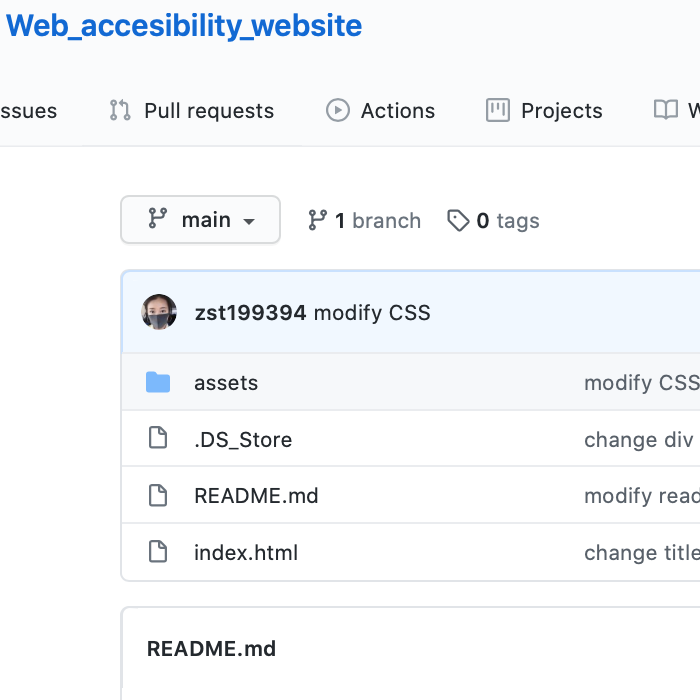 Web_accesibility_website
ssues Pull requests Actions Projects W
main 1 branch 0 tags
zst199394 modify CSS
assets modify CSS
.DS_Store change div
README.md modify read
index.html change title
README.md